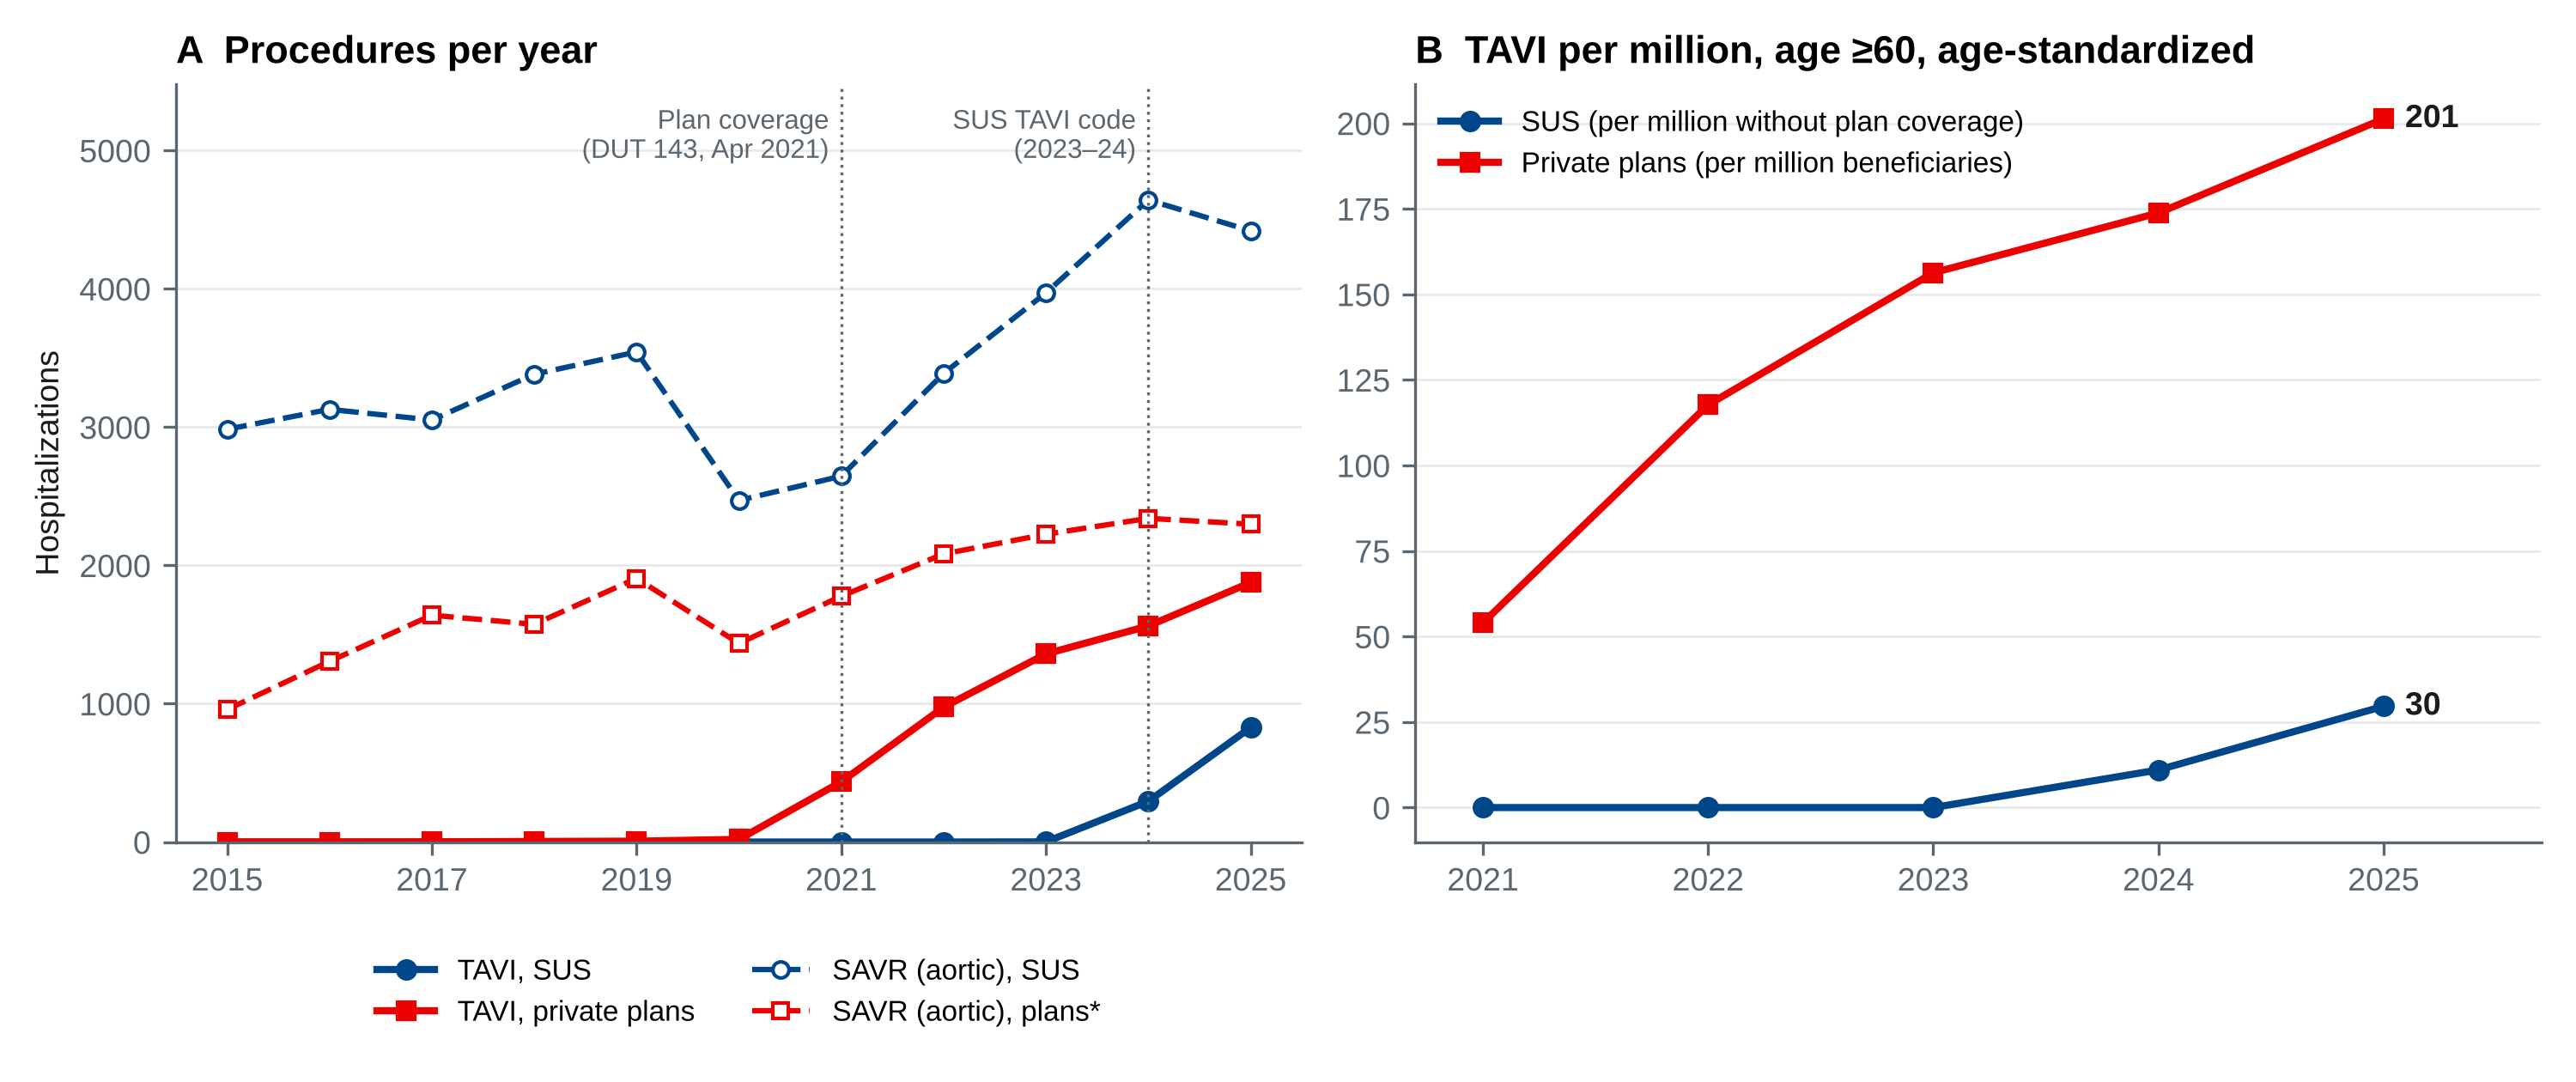 A Procedures per year
Plan coverage
(DUT 143, Apr 2021)
SUS TAVI code
(2023–24)
Hospitalizations
5000
4000
3000
2000
1000
0
2015 2017 2019 2021 2023 2025
TAVI, SUS
TAVI, private plans
SAVR (aortic), SUS
SAVR (aortic), plans*
B TAVI per million, age ≥60, age-standardized
SUS (per million without plan coverage)
Private plans (per million beneficiaries)
200
175
150
125
100
75
50
25
0
201
30
2021 2022 2023 2024 2025